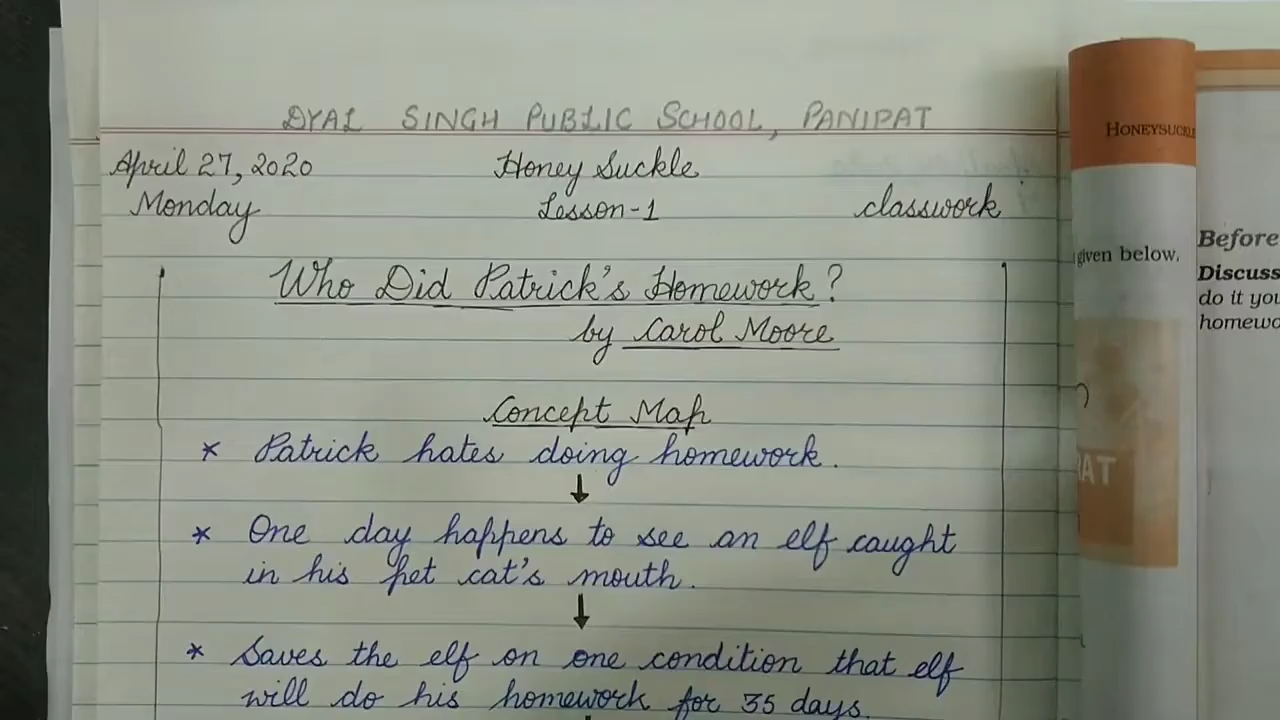 DYAL SINGH PUBLIC SCHOOL, PANIPAT
April 27, 2020 Honey Suckle
Monday Lesson-1 classwork
Who Did Patrick's Homework?
by Carol Moore
Concept Map
* Patrick hates doing homework.
↓
* One day happens to see an elf caught
in his pet cat's mouth.
↓
* Saves the elf on one condition that elf
will do his homework for 35 days.
HONEYSUCKLE
given below.
RAT
Before
Discuss
do it you
homewo